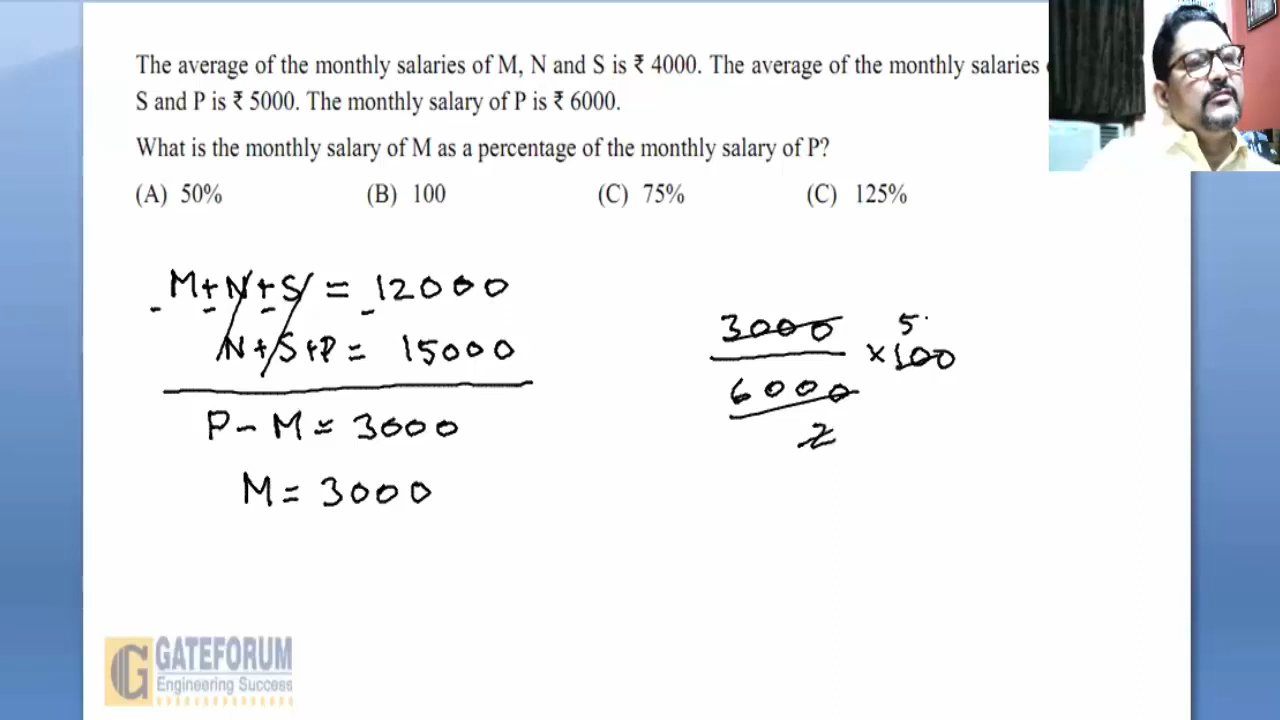 The average of the monthly salaries of M, N and S is ₹ 4000. The average of the monthly salaries
S and P is ₹ 5000. The monthly salary of P is ₹ 6000.
What is the monthly salary of M as a percentage of the monthly salary of P?
(A) 50% (B) 100 (C) 75% (C) 125%
M+N+S = 12000
N+S+P = 15000
P - M = 3000
M = 3000
3000
6000
2
5
×100
GATEFORUM
Engineering Success